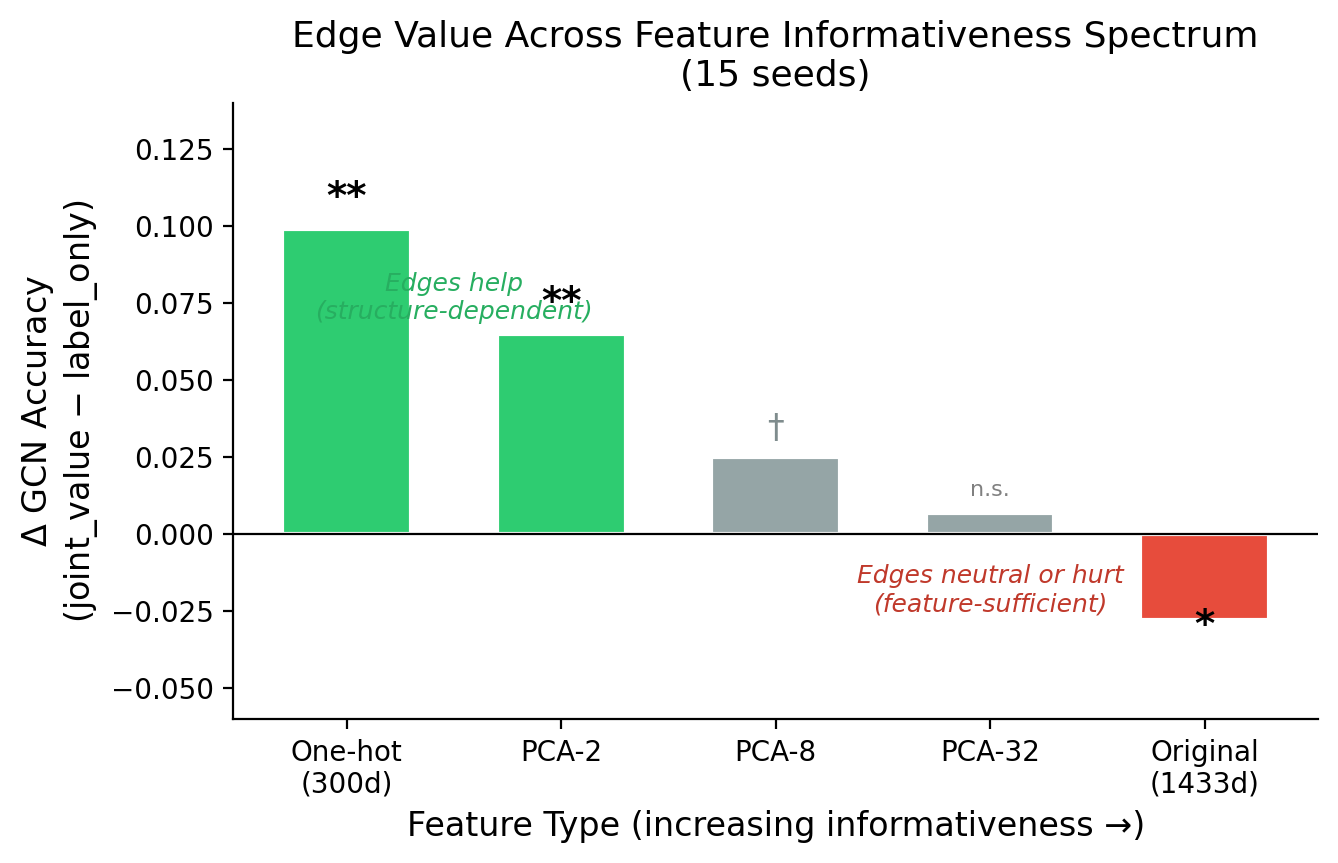 Edge Value Across Feature Informativeness Spectrum
(15 seeds)
Δ GCN Accuracy
(joint_value − label_only)
0.125
0.100
0.075
0.050
0.025
0.000
−0.025
−0.050
**
Edges help
(structure-dependent)
**
†
n.s.
Edges neutral or hurt
(feature-sufficient)
*
One-hot
(300d)
PCA-2
PCA-8
PCA-32
Original
(1433d)
Feature Type (increasing informativeness →)